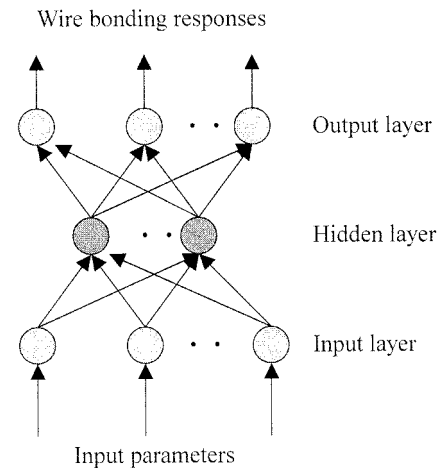 Wire bonding responses
Output layer
Hidden layer
Input layer
Input parameters